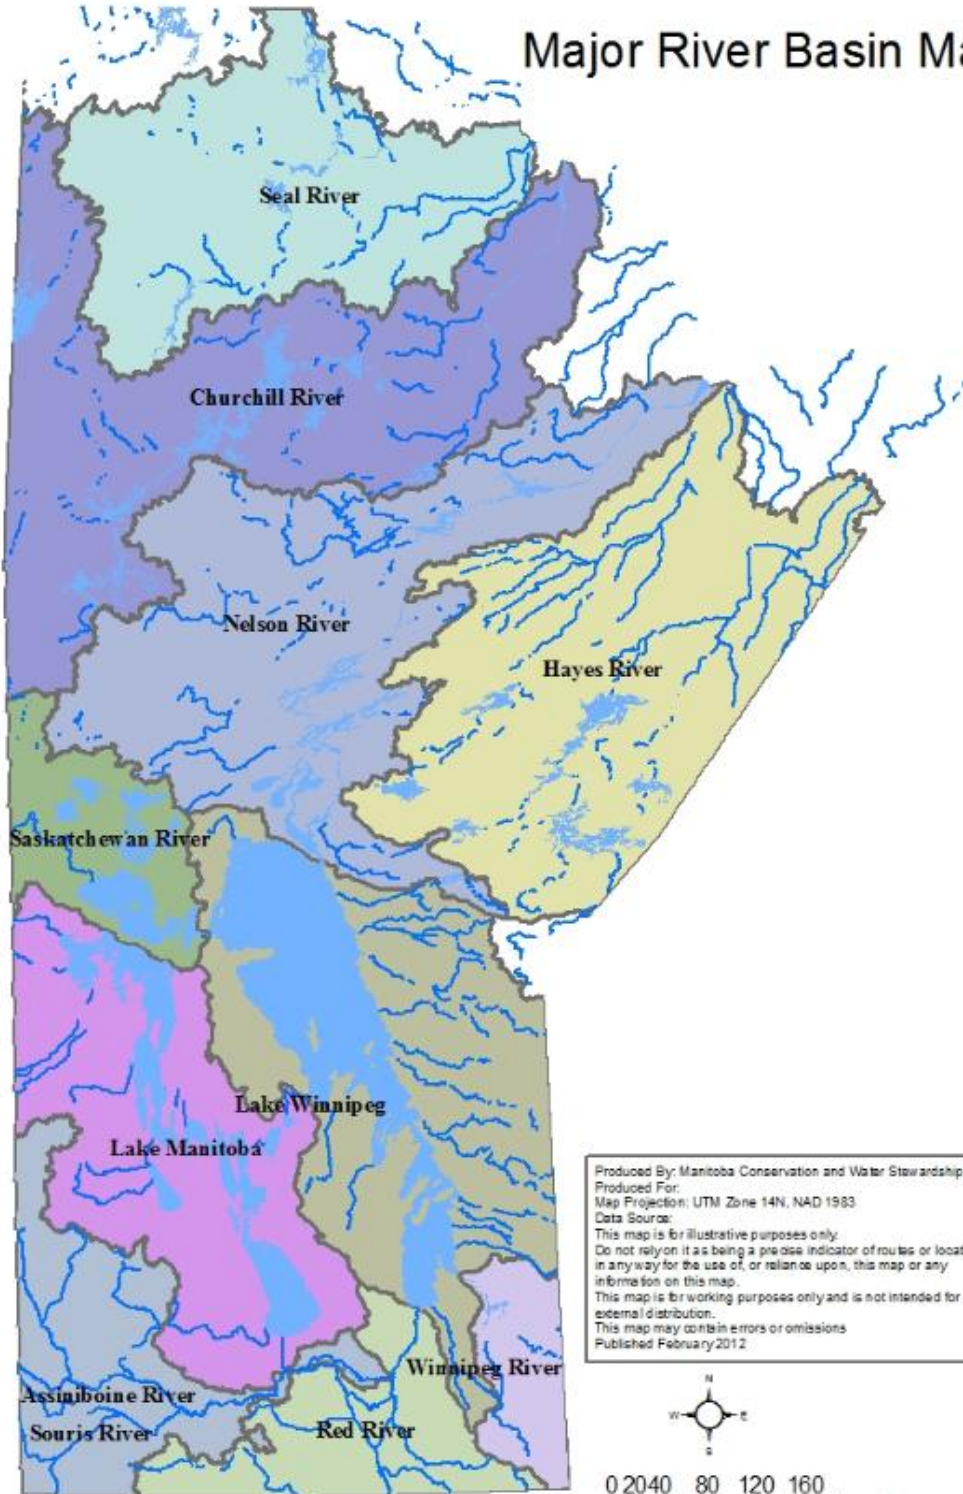 Major River Basin Ma
Seal River
Churchill River
Nelson River
Hayes River
Saskatchewan River
Lake Winnipeg
Lake Manitoba
Produced By: Manitoba Conservation and Water Stewardship
Produced For:
Map Projection: UTM Zone 14N, NAD 1983
Data Source:
This map is for illustrative purposes only.
Do not rely on it as being a precise indicator of routes or locat
in any way for the use of, or reliance upon, this map or any
information on this map.
This map is for working purposes only and is not intended for
external distribution.
This map may contain errors or omissions
Published February 2012
Winnipeg River
Assiniboine River
Souris River
Red River
N
W E
S
0 2040 80 120 160